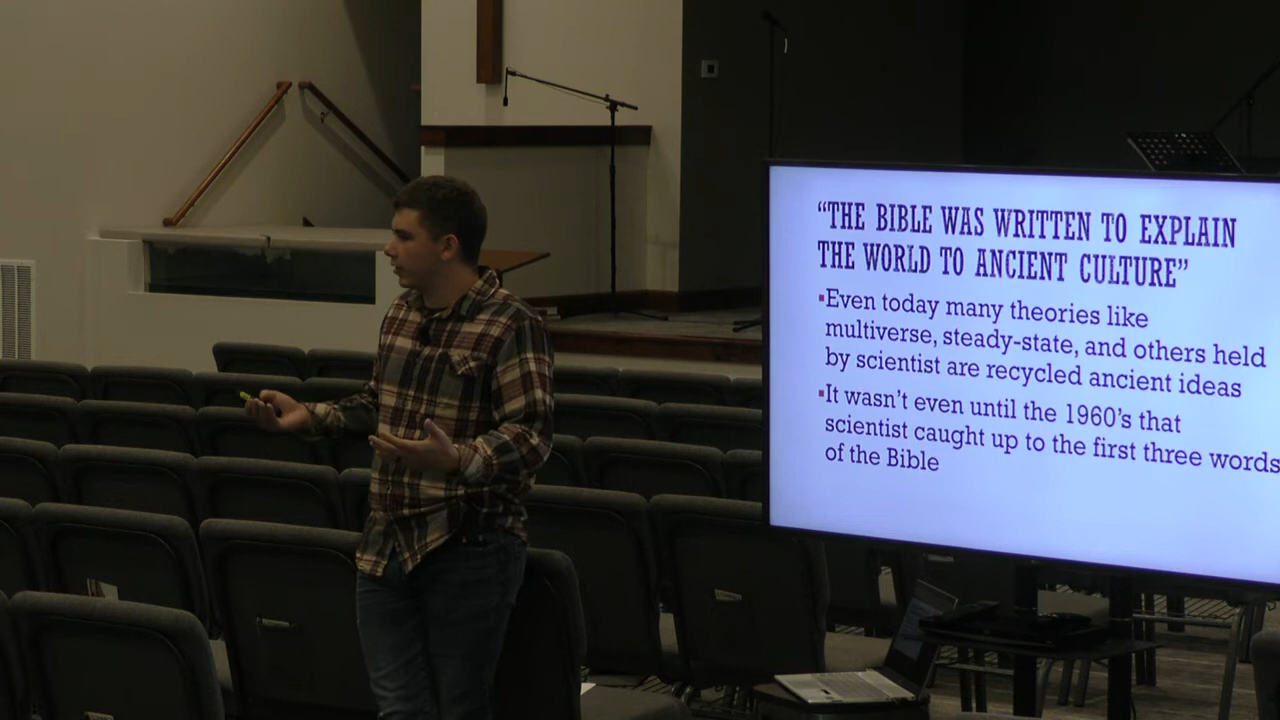 “THE BIBLE WAS WRITTEN TO EXPLAIN
THE WORLD TO ANCIENT CULTURE”
▪Even today many theories like
multiverse, steady-state, and others held
by scientist are recycled ancient ideas
▪It wasn’t even until the 1960’s that
scientist caught up to the first three words
of the Bible